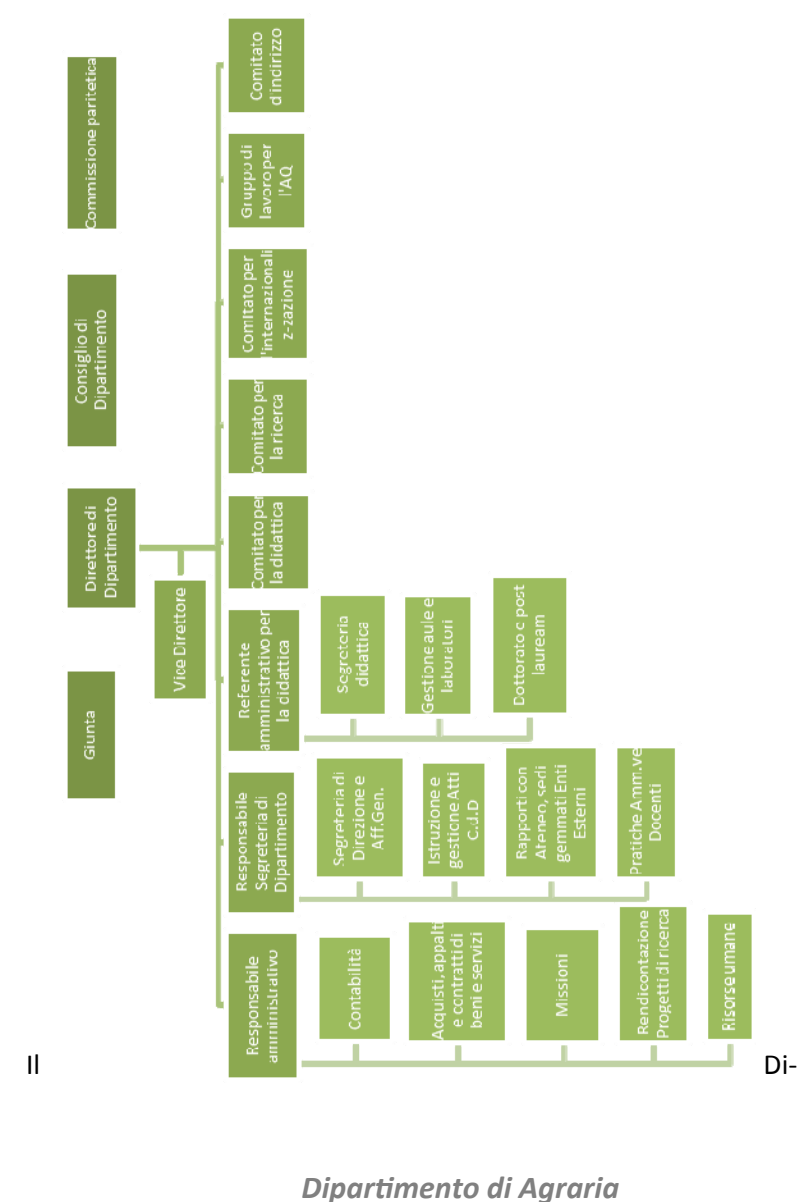 Giunta
Direttore di
Dipartimento
Consiglio di
Dipartimento
Commissione paritetica
Vice Direttore
Responsabile
amministrativo
Responsabile
Segreteria di
Dipartimento
Referente
amministrativo per
la didattica
Comitato per
la didattica
Comitato per
la ricerca
Comitato per
l'internazionali
z-zazione
Gruppo di
lavoro per
l'AQ
Comitato
d'indirizzo
Contabilità
Acquisti, appalti
e contratti di
beni e servizi
Missioni
Rendicontazione
Progetti di ricerca
Risorse umane
Segreteria di
Direzione e
Aff.Gen.
Istruzione e
gestione Atti
C.d.D
Rapporti con
Ateneo, sedi
gemmati Enti
Esterni
Pratiche Amm.ve
Docenti
Segreteria
didattica
Gestione aule e
laboratori
Dottorato e post
lauream
Il Di-
Dipartimento di Agraria